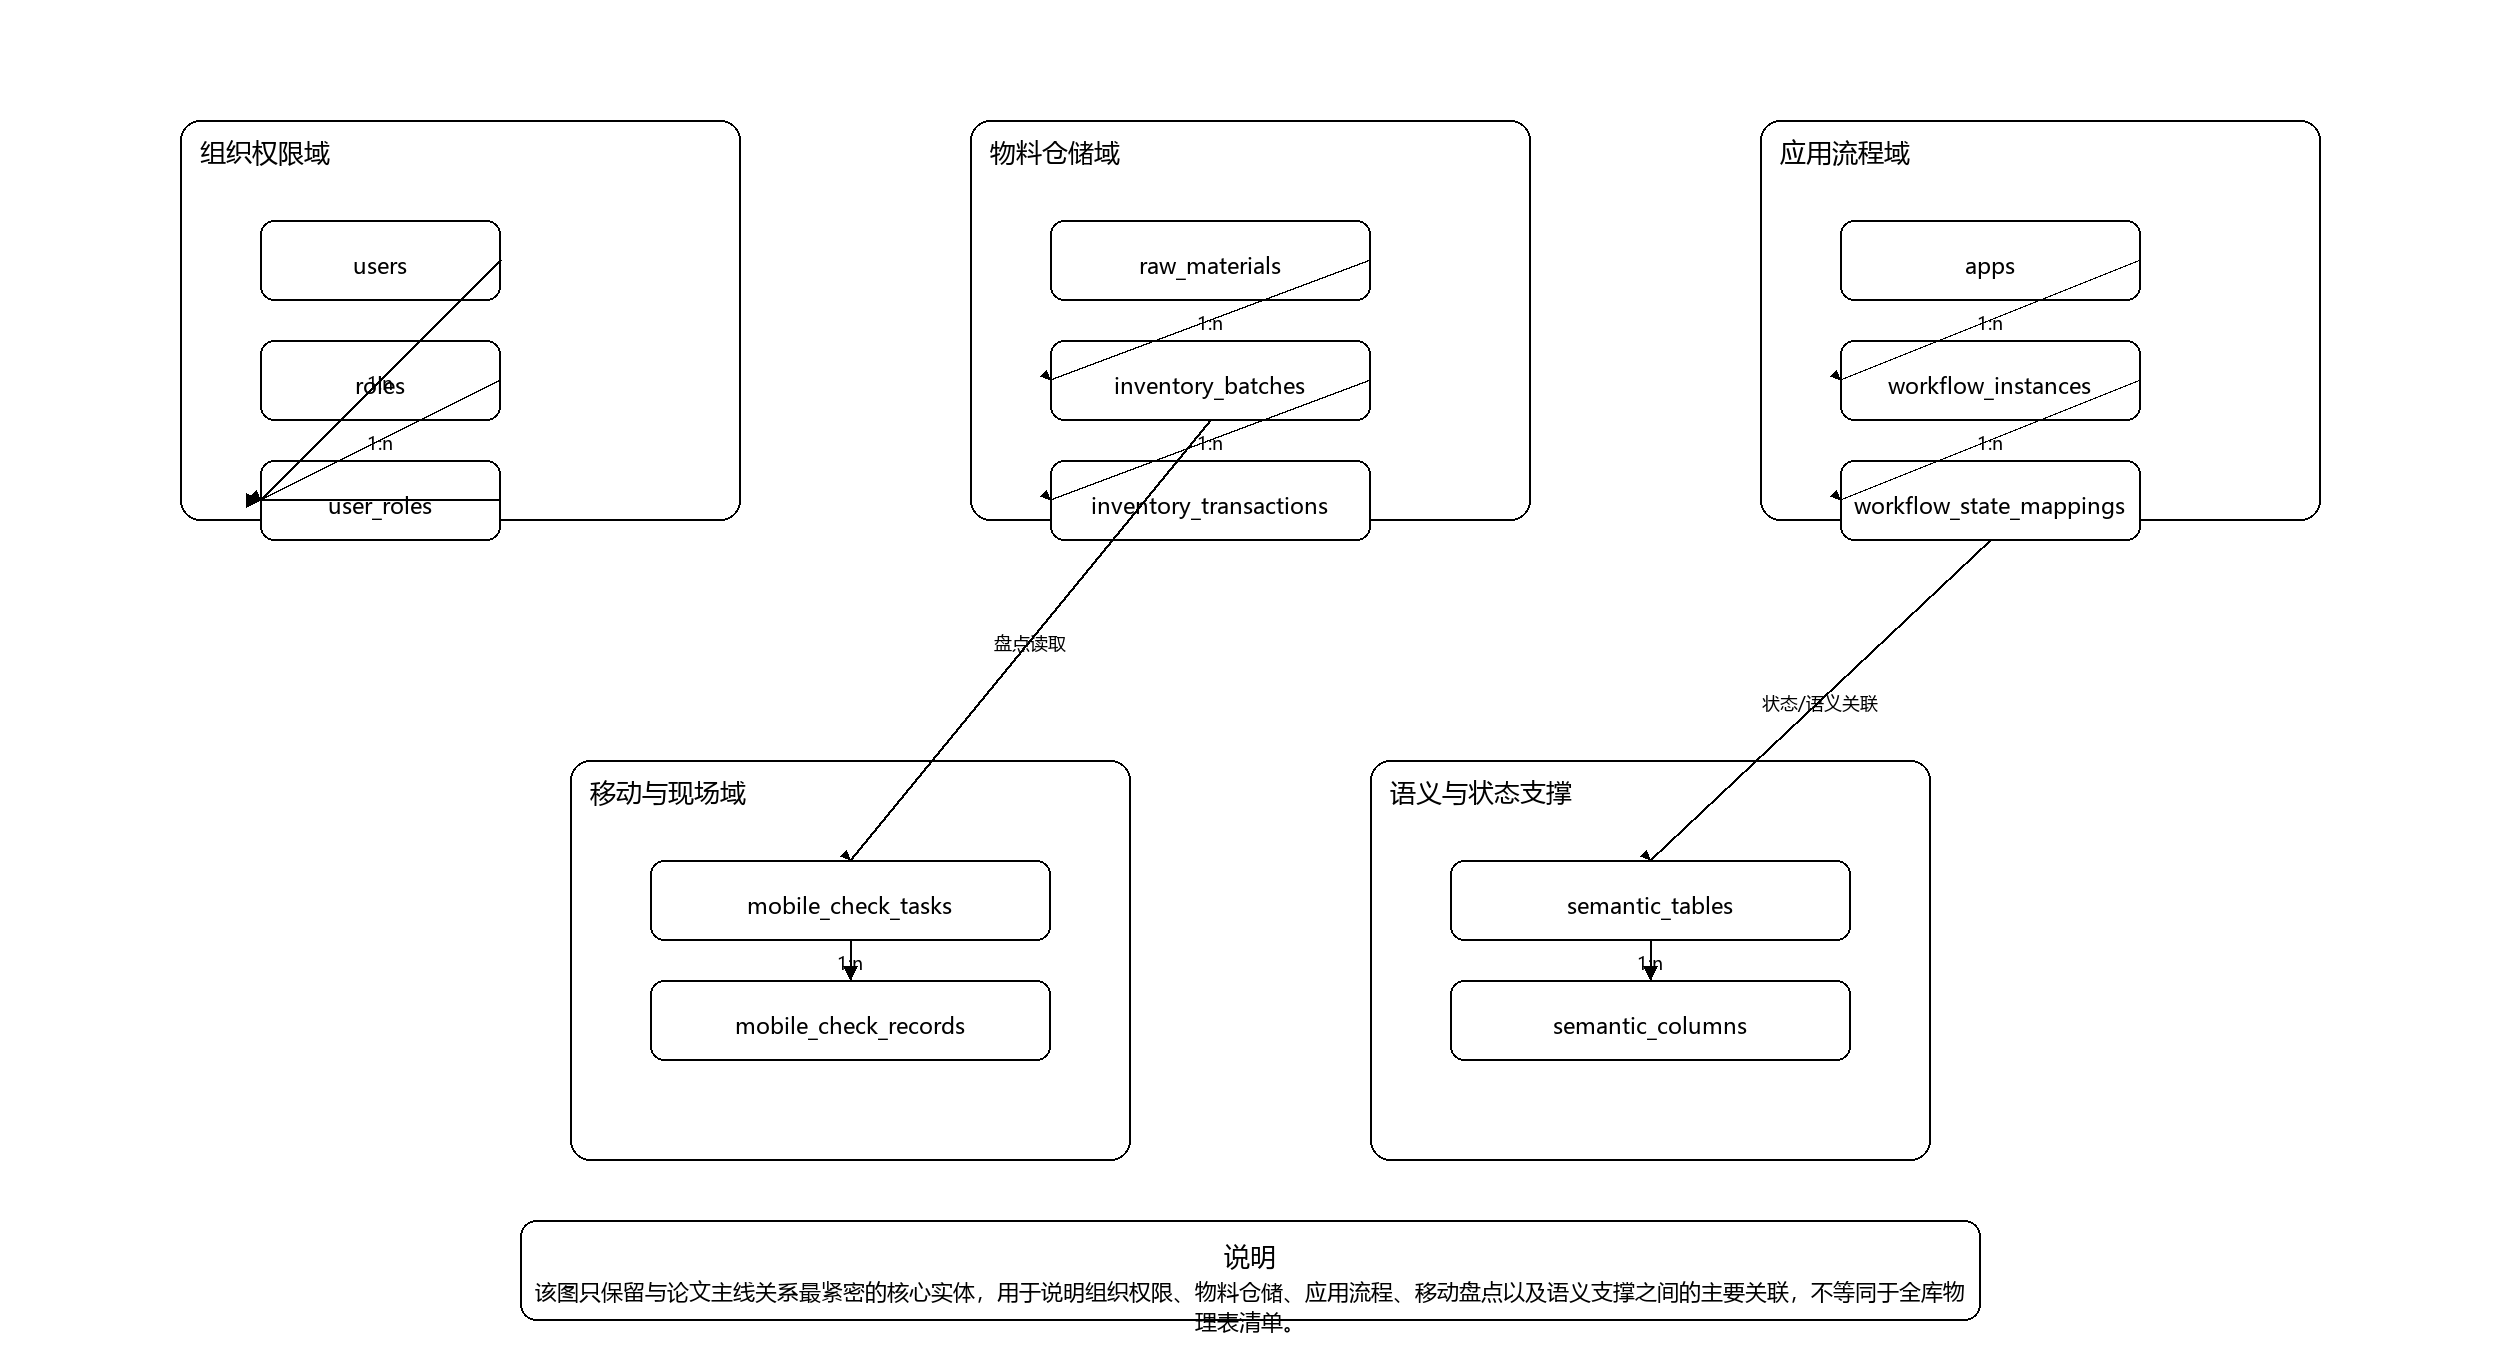 组织权限域
users
roles
1:n
1:n
user_roles
物料仓储域
raw_materials
1:n
inventory_batches
1:n
inventory_transactions
应用流程域
apps
1:n
workflow_instances
1:n
workflow_state_mappings
盘点读取
状态/语义关联
移动与现场域
mobile_check_tasks
1:n
mobile_check_records
语义与状态支撑
semantic_tables
1:n
semantic_columns
说明
该图只保留与论文主线关系最紧密的核心实体，用于说明组织权限、物料仓储、应用流程、移动盘点以及语义支撑之间的主要关联，不等同于全库物
理表清单。